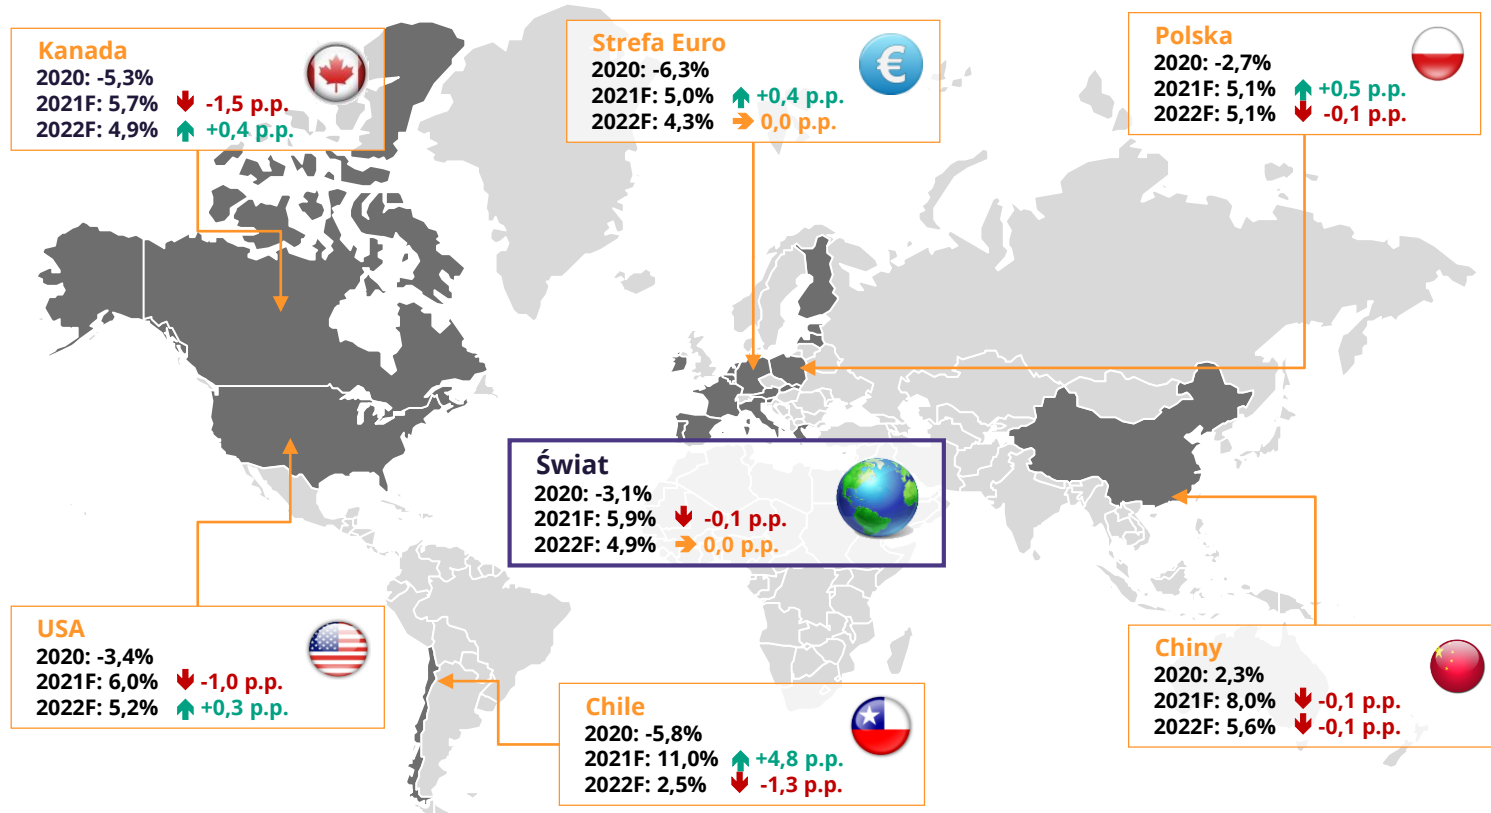 Kanada
2020: -5,3%
2021F: 5,7% -1,5 p.p.
2022F: 4,9% +0,4 p.p.
Strefa Euro
2020: -6,3%
2021F: 5,0% +0,4 p.p.
2022F: 4,3% 0,0 p.p.
€
Polska
2020: -2,7%
2021F: 5,1% +0,5 p.p.
2022F: 5,1% -0,1 p.p.
Świat
2020: -3,1%
2021F: 5,9% -0,1 p.p.
2022F: 4,9% 0,0 p.p.
USA
2020: -3,4%
2021F: 6,0% -1,0 p.p.
2022F: 5,2% +0,3 p.p.
Chile
2020: -5,8%
2021F: 11,0% +4,8 p.p.
2022F: 2,5% -1,3 p.p.
Chiny
2020: 2,3%
2021F: 8,0% -0,1 p.p.
2022F: 5,6% -0,1 p.p.